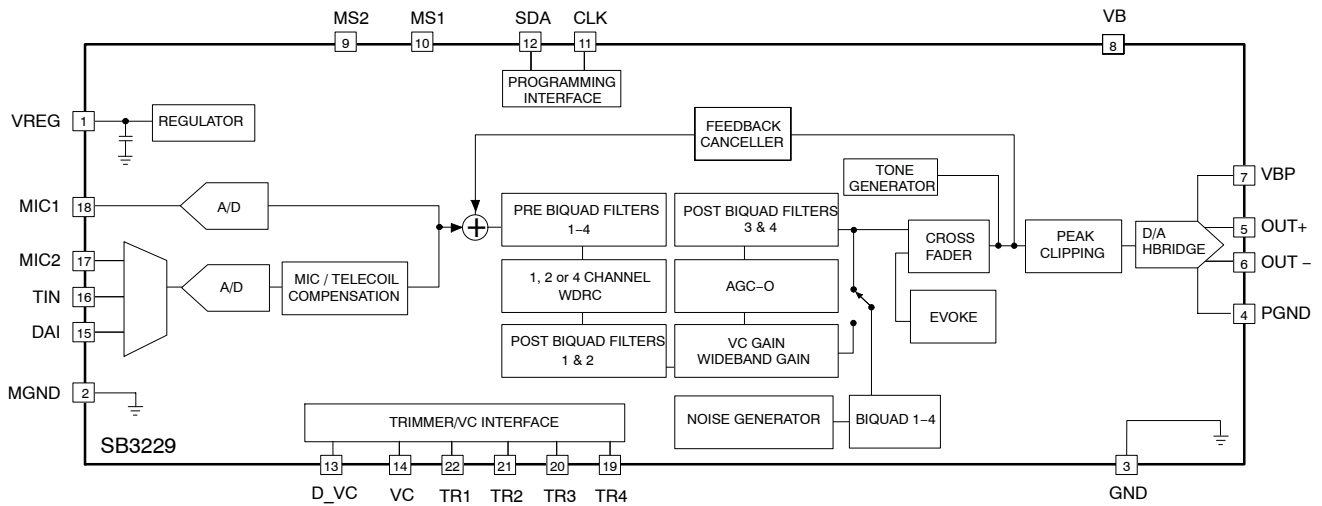 MS2 MS1 SDA CLK VB
9 10 12 11 8
PROGRAMMING
INTERFACE
VREG 1 REGULATOR
FEEDBACK
CANCELLER
TONE
GENERATOR
7 VBP
MIC1 18 A/D
PRE BIQUAD FILTERS
1–4
POST BIQUAD FILTERS
3 & 4
CROSS
FADER
PEAK
CLIPPING
D/A
HBRIDGE
5 OUT+
6 OUT –
MIC2 17
TIN 16
DAI 15
A/D
MIC / TELECOIL
COMPENSATION
1, 2 or 4 CHANNEL
WDRC
AGC–O
EVOKE
4 PGND
POST BIQUAD FILTERS
1 & 2
VC GAIN
WIDEBAND GAIN
MGND 2
NOISE GENERATOR
BIQUAD 1–4
TRIMMER/VC INTERFACE
SB3229
13 14 22 21 20 19 3
D_VC VC TR1 TR2 TR3 TR4 GND